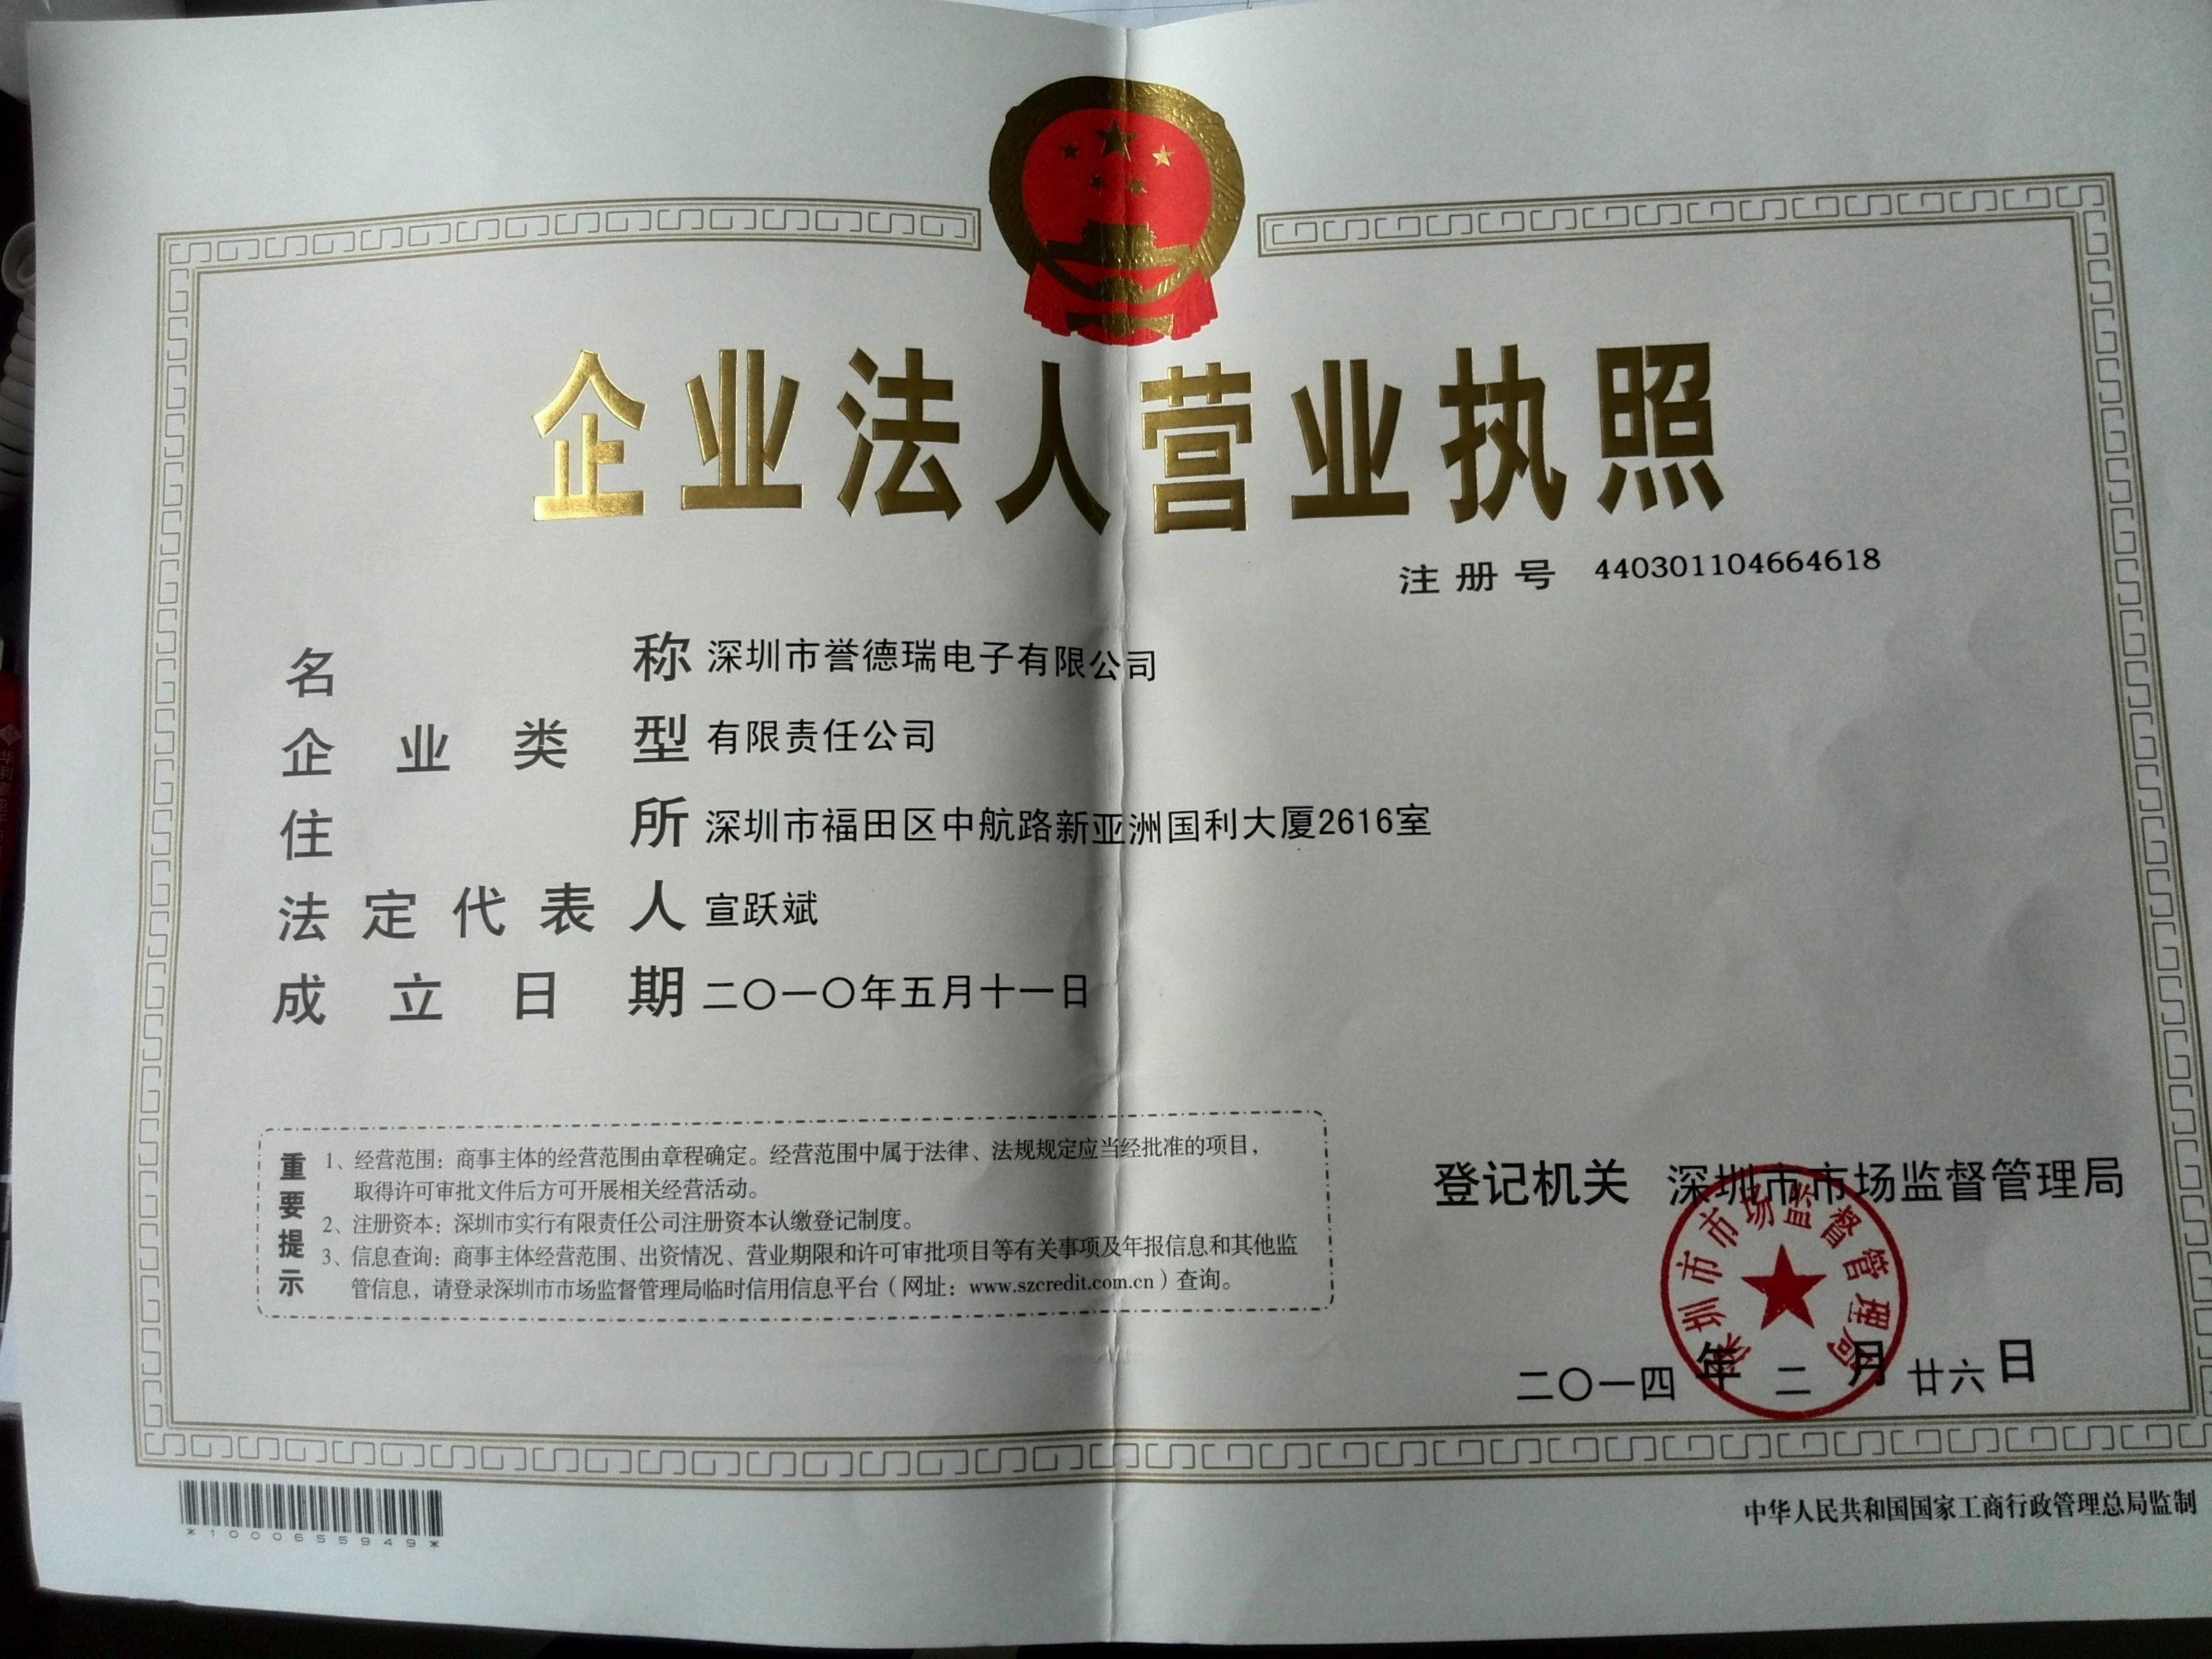 企业法人营业执照
注册号 440301104664618
名称 深圳市誉德瑞电子有限公司
企业类型 有限责任公司
住所 深圳市福田区中航路新亚洲国利大厦2616室
法定代表人 宣跃斌
成立日期 二〇一〇年五月十一日
重要提示
1、经营范围：商事主体的经营范围由章程确定。经营范围中属于法律、法规规定应当经批准的项目，
取得许可审批文件后方可开展相关经营活动。
2、注册资本：深圳市实行有限责任公司注册资本认缴登记制度。
3、信息查询：商事主体经营范围、出资情况、营业期限和许可审批项目等有关事项及年报信息和其他监
管信息，请登录深圳市市场监督管理局临时信用信息平台（网址：www.szcredit.com.cn）查询。
登记机关 深圳市市场监督管理局
深圳市市场监督管理局
二〇一四年二月廿六日
*1000655949*
中华人民共和国国家工商行政管理总局监制